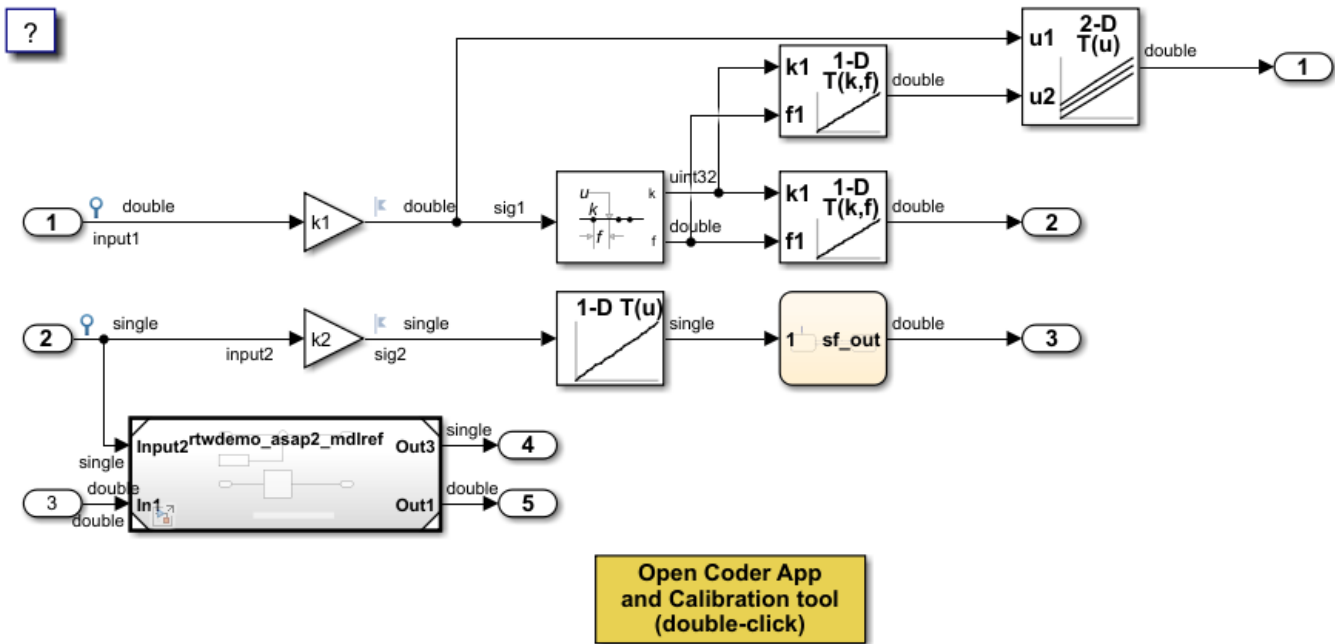 ?
u1
2-D
T(u)
u2
double
1
k1
1-D
T(k,f)
f1
double
1
double
input1
k1
double
sig1
u
k
f
k
f
uint32
double
k1
1-D
T(k,f)
f1
double
2
2
single
input2
k2
single
sig2
1-D T(u)
single
1
sf_out
double
3
Input2
rtwdemo_asap2_mdlref
Out3
single
4
single
3
double
double
In1
Out1
double
5
Open Coder App
and Calibration tool
(double-click)